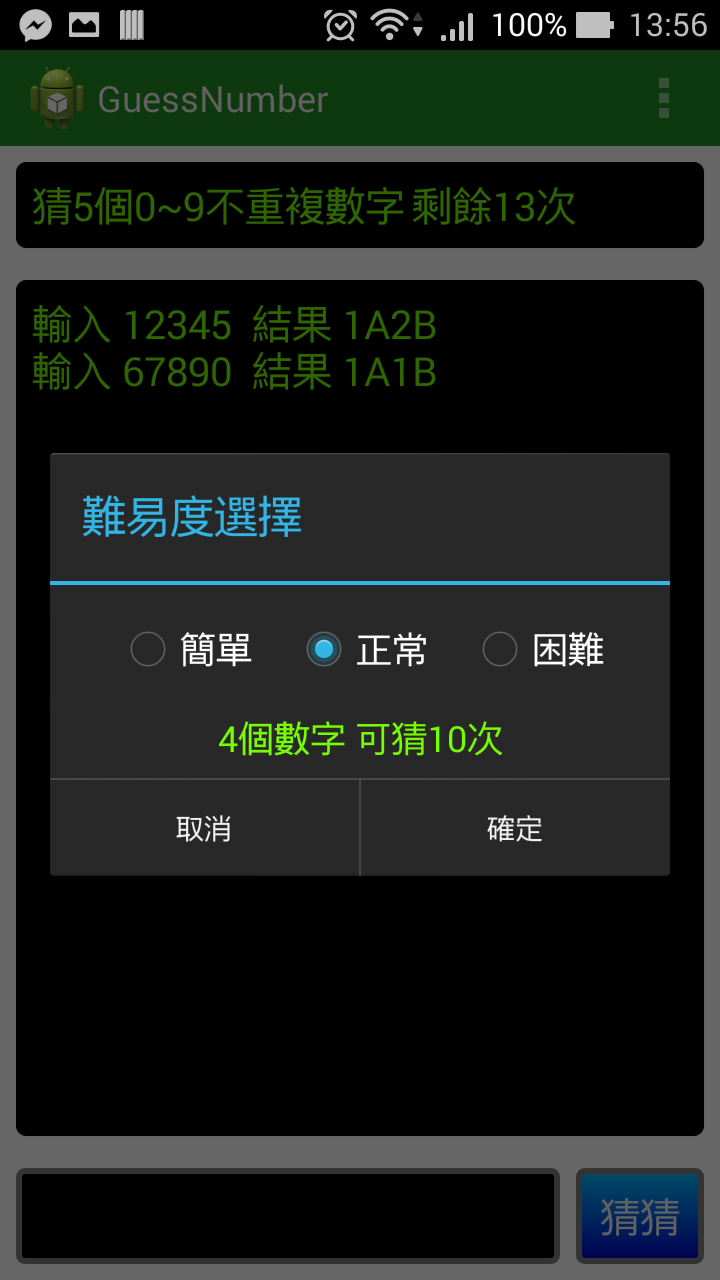 100% 13:56
GuessNumber
猜5個0~9不重複數字 剩餘13次
輸入 12345 結果 1A2B
輸入 67890 結果 1A1B
難易度選擇
簡單 正常 困難
4個數字 可猜10次
取消 確定
猜猜